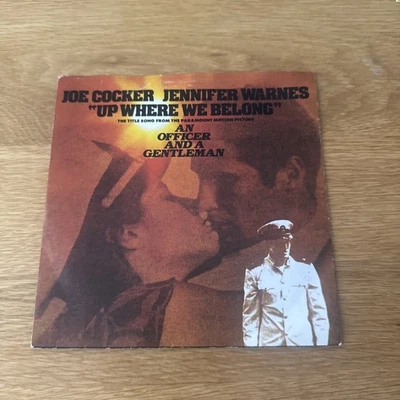 JOE COCKER JENNIFER WARNES
"UP WHERE WE BELONG"
THE TITLE SONG FROM THE PARAMOUNT MOTION PICTURE
AN
OFFICER
AND A
GENTLEMAN